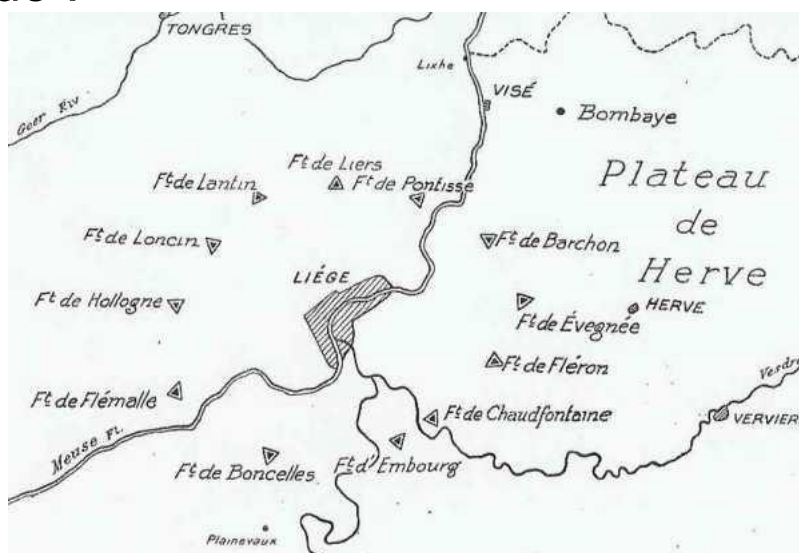 TONGRES
Lixhe
VISÉ
Geer Riv
Bombaye
Ft de Liers
Ft de Lantin
Ft de Pontisse
Plateau
de
Herve
Ft de Loncin
Ft de Barchon
LIÉGE
Ft de Hollogne
HERVE
Ft de Évegnée
Ft de Fléron
Verdre
Ft de Flémalle
Ft de Chaudfontaine
VERVIER
Meuse Fl.
Ft de Boncelles
Ft d'Embourg
Plainevaux